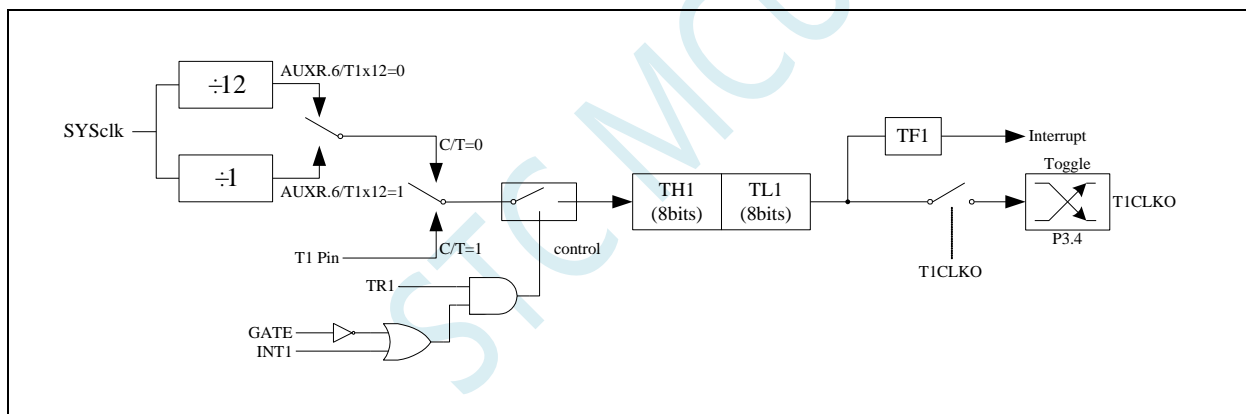 ÷12
AUXR.6/T1x12=0
SYSclk
÷1
AUXR.6/T1x12=1
C/T=0
C/T=1
T1 Pin
TR1
GATE
INT1
control
TH1
(8bits)
TL1
(8bits)
TF1
Interrupt
Toggle
T1CLKO
P3.4
T1CLKO
STC MC